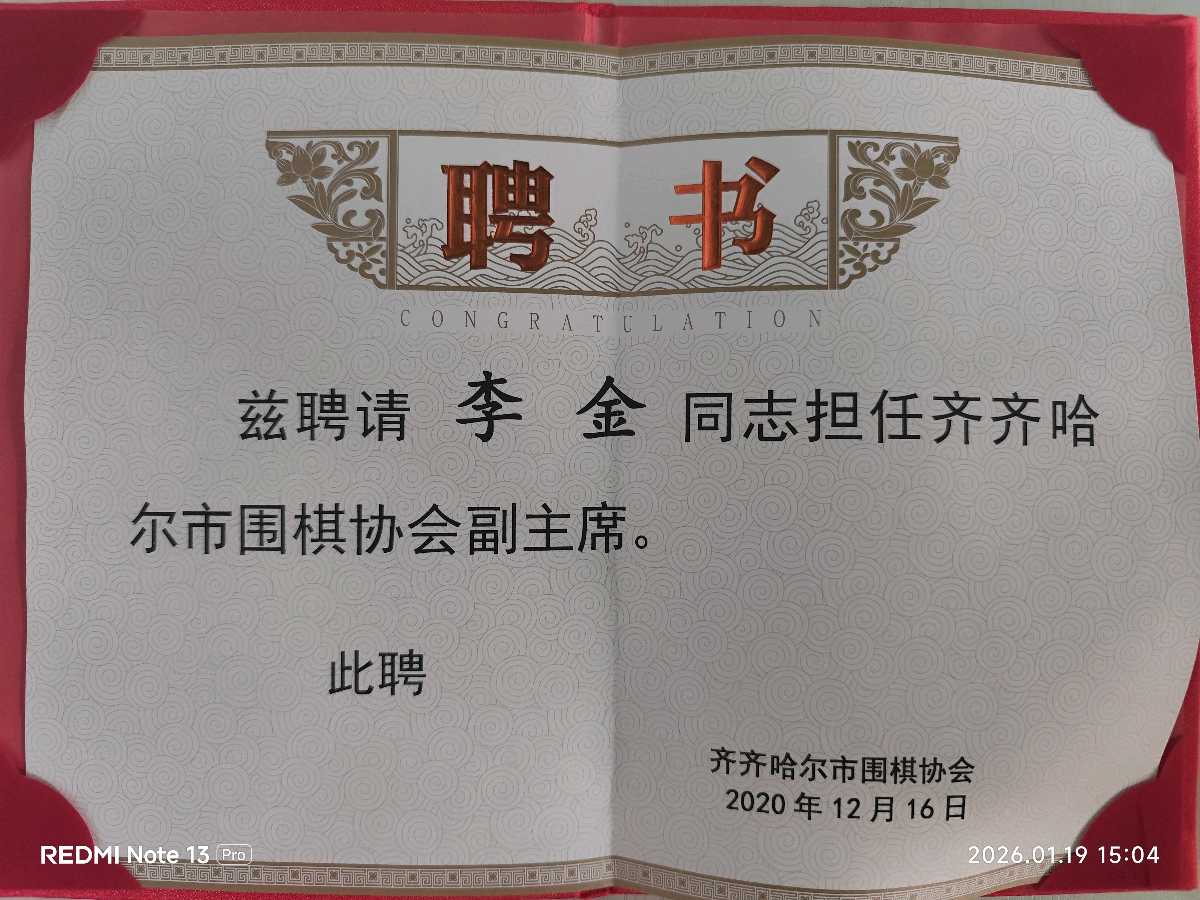 聘书
CONGRATULATION
兹聘请 李金 同志担任齐齐哈
尔市围棋协会副主席。
此聘
齐齐哈尔市围棋协会
2020年12月16日
REDMI Note 13 Pro
2026.01.19 15:04